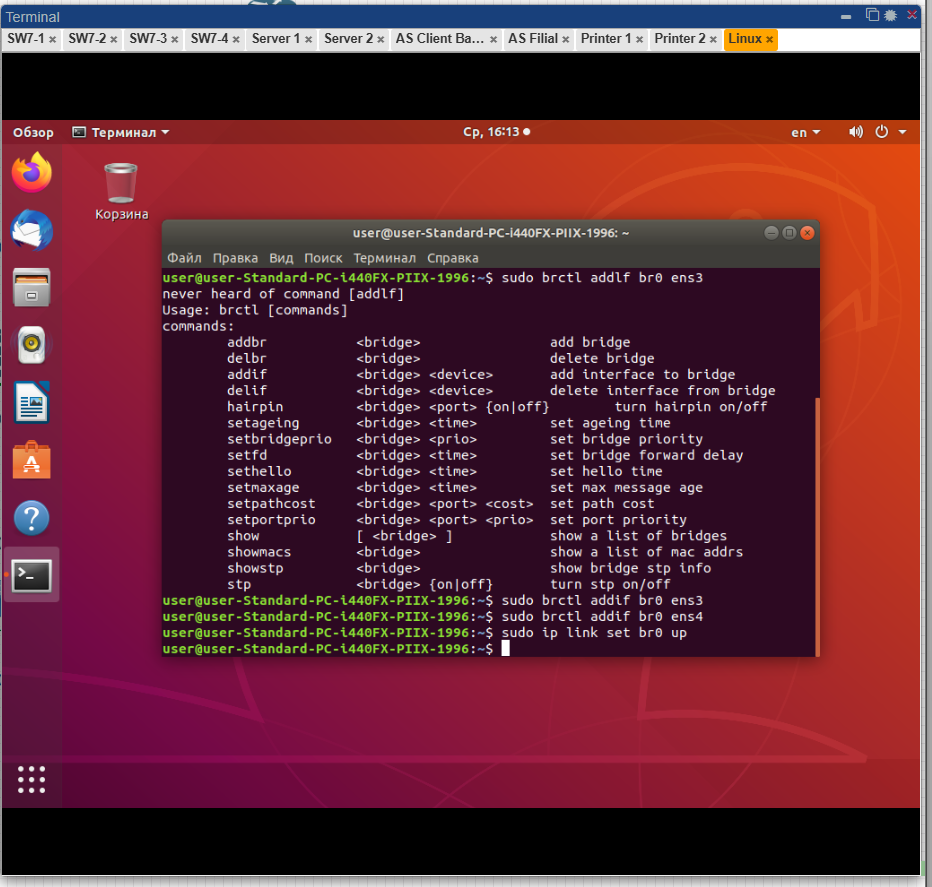 Terminal
SW7-1 × SW7-2 × SW7-3 × SW7-4 × Server 1 × Server 2 × AS Client Ba... × AS Filial × Printer 1 × Printer 2 × Linux ×
Обзор Терминал Ср, 16:13 en
Корзина
user@user-Standard-PC-i440FX-PIIX-1996: ~
Файл Правка Вид Поиск Терминал Справка
user@user-Standard-PC-i440FX-PIIX-1996:~$ sudo brctl addlf br0 ens3
never heard of command [addlf]
Usage: brctl [commands]
commands:
addbr <bridge> add bridge
delbr <bridge> delete bridge
addif <bridge> <device> add interface to bridge
delif <bridge> <device> delete interface from bridge
hairpin <bridge> <port> {on|off} turn hairpin on/off
setageing <bridge> <time> set ageing time
setbridgeprio <bridge> <prio> set bridge priority
setfd <bridge> <time> set bridge forward delay
sethello <bridge> <time> set hello time
setmaxage <bridge> <time> set max message age
setpathcost <bridge> <port> <cost> set path cost
setportprio <bridge> <port> <prio> set port priority
show [ <bridge> ] show a list of bridges
showmacs <bridge> show a list of mac addrs
showstp <bridge> show bridge stp info
stp <bridge> {on|off} turn stp on/off
user@user-Standard-PC-i440FX-PIIX-1996:~$ sudo brctl addif br0 ens3
user@user-Standard-PC-i440FX-PIIX-1996:~$ sudo brctl addif br0 ens4
user@user-Standard-PC-i440FX-PIIX-1996:~$ sudo ip link set br0 up
user@user-Standard-PC-i440FX-PIIX-1996:~$